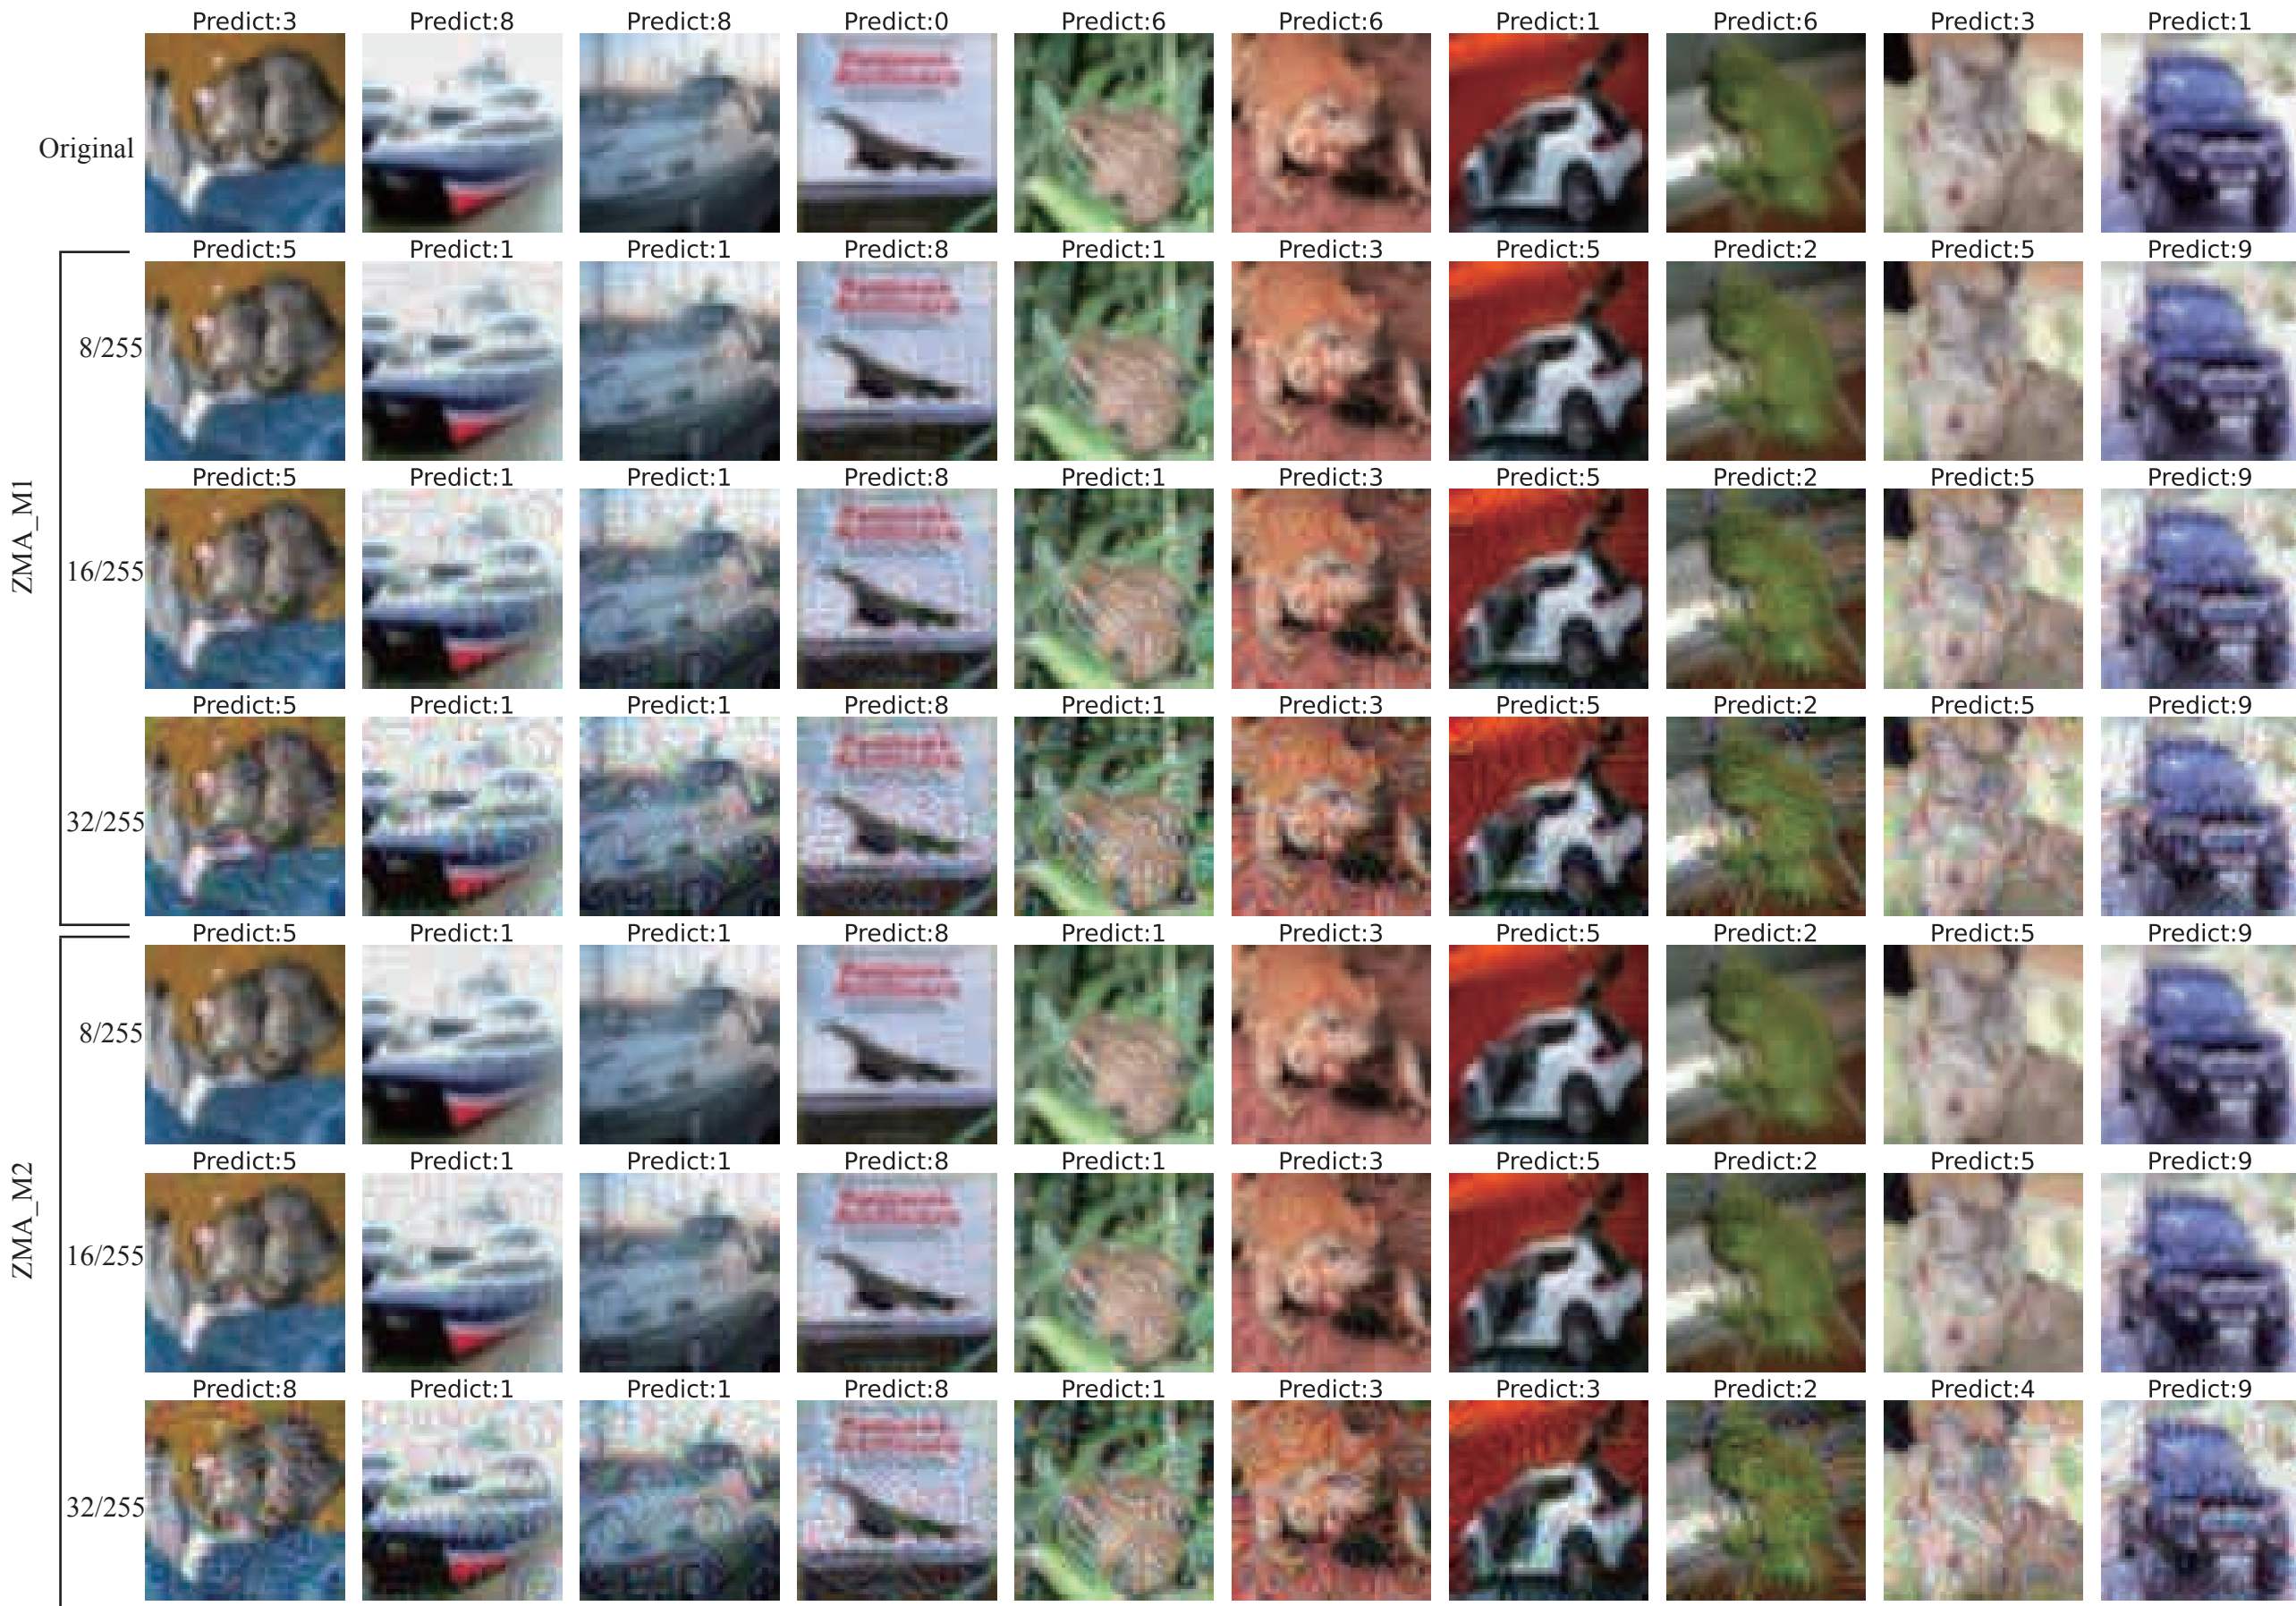 Predict:3 Predict:8 Predict:8 Predict:0 Predict:6 Predict:6 Predict:1 Predict:6 Predict:3 Predict:1
Original
Predict:5 Predict:1 Predict:1 Predict:8 Predict:1 Predict:3 Predict:5 Predict:2 Predict:5 Predict:9
8/255
Predict:5 Predict:1 Predict:1 Predict:8 Predict:1 Predict:3 Predict:5 Predict:2 Predict:5 Predict:9
ZMA_M1
16/255
Predict:5 Predict:1 Predict:1 Predict:8 Predict:1 Predict:3 Predict:5 Predict:2 Predict:5 Predict:9
32/255
Predict:5 Predict:1 Predict:1 Predict:8 Predict:1 Predict:3 Predict:5 Predict:2 Predict:5 Predict:9
8/255
Predict:5 Predict:1 Predict:1 Predict:8 Predict:1 Predict:3 Predict:5 Predict:2 Predict:5 Predict:9
ZMA_M2
16/255
Predict:8 Predict:1 Predict:1 Predict:8 Predict:1 Predict:3 Predict:3 Predict:2 Predict:4 Predict:9
32/255